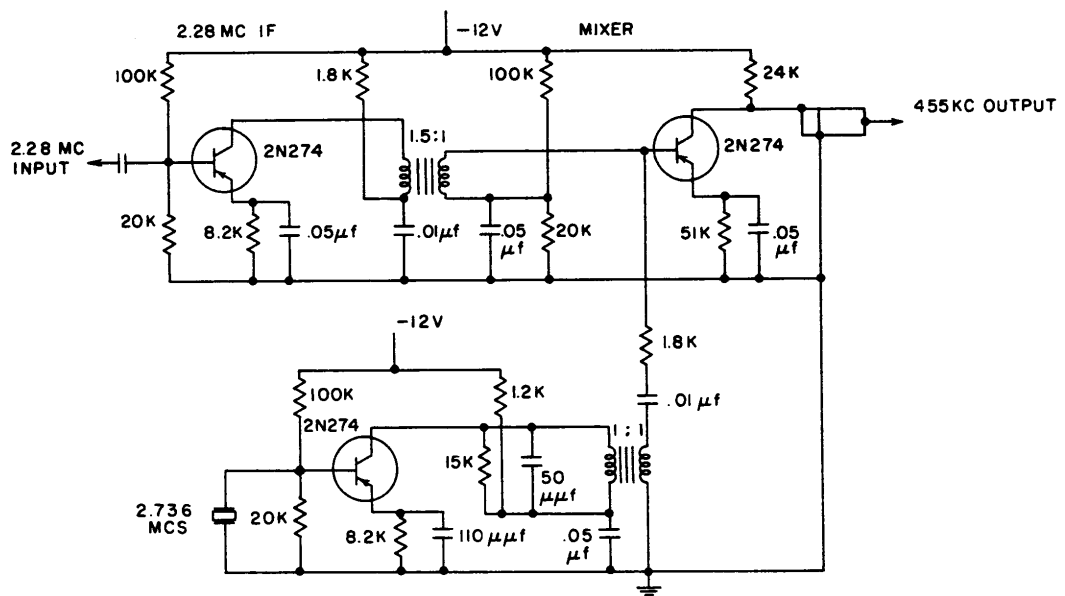 2.28 MC IF
-12V
MIXER
100K
1.8K
100K
24K
455KC OUTPUT
2.28 MC
INPUT
2N274
1.5:1
2N274
20K
8.2K
.05µf
.01µf
.05
µf
20K
51K
.05
µf
-12V
1.8K
100K
1.2K
.01 µf
2N274
1 : 1
15K
50
µµf
2.736
MCS
20K
8.2K
110 µµf
.05
µf